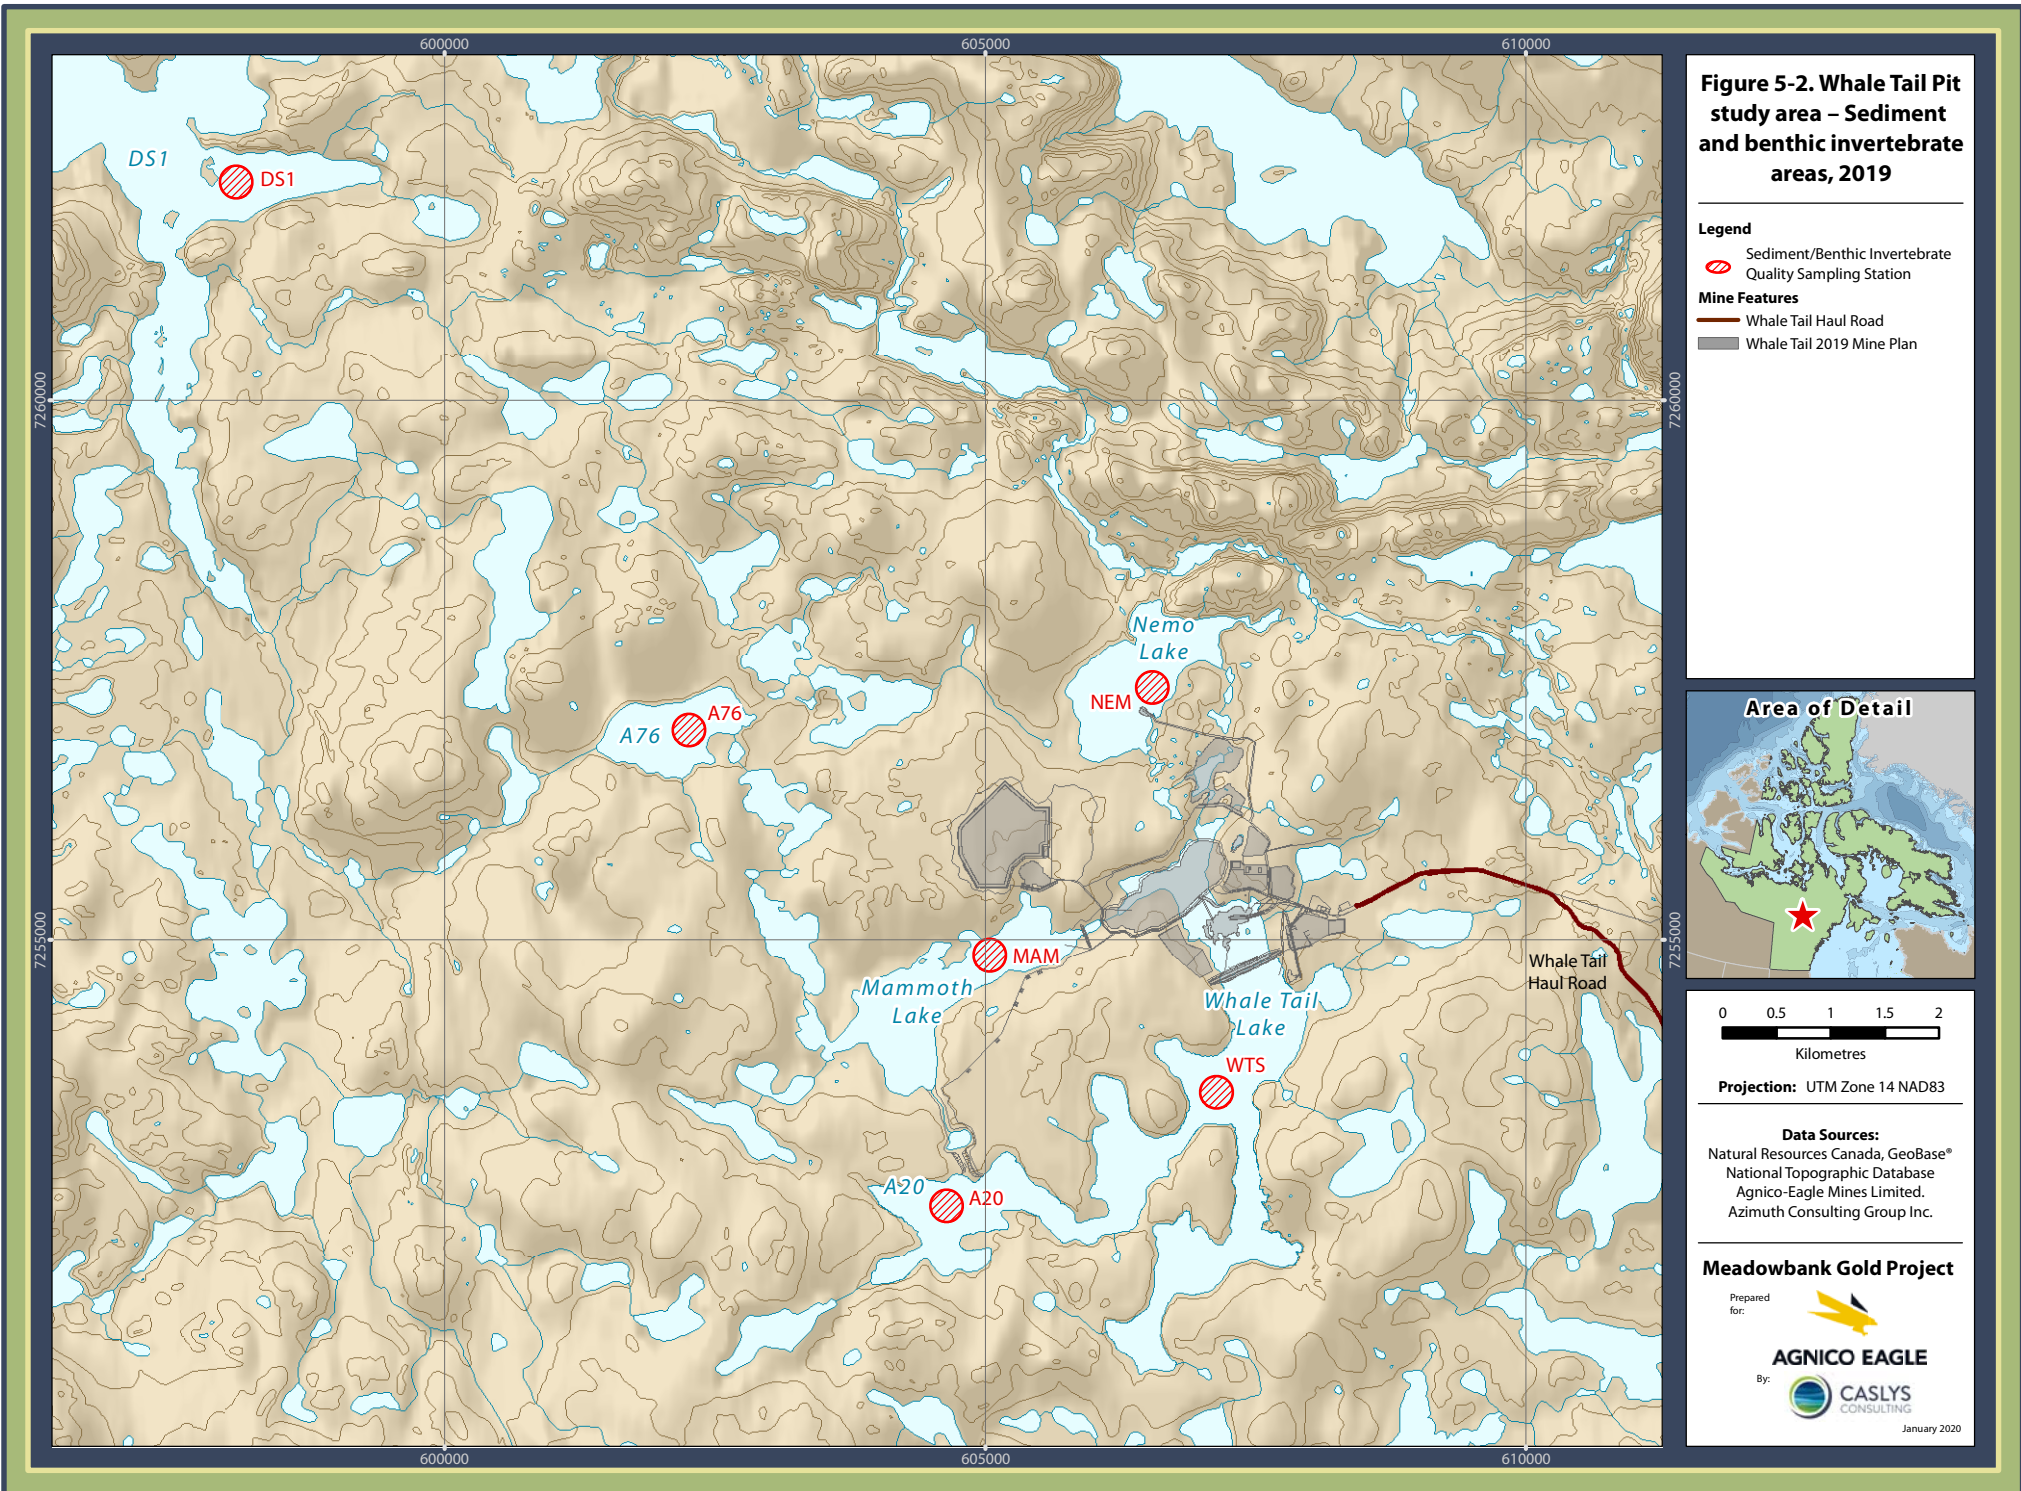 600000
605000
610000
7260000
7255000
7260000
7255000
600000
605000
610000
DS1
DS1
Nemo
Lake
NEM
A76
A76
MAM
Mammoth
Lake
Whale Tail
Lake
WTS
A20
A20
Whale Tail
Haul Road
Figure 5-2. Whale Tail Pit
study area – Sediment
and benthic invertebrate
areas, 2019
Legend
Sediment/Benthic Invertebrate
Quality Sampling Station
Mine Features
Whale Tail Haul Road
Whale Tail 2019 Mine Plan
Area of Detail
0 0.5 1 1.5 2
Kilometres
Projection: UTM Zone 14 NAD83
Data Sources:
Natural Resources Canada, GeoBase®
National Topographic Database
Agnico-Eagle Mines Limited.
Azimuth Consulting Group Inc.
Meadowbank Gold Project
Prepared
for:
AGNICO EAGLE
By:
CASLYS
CONSULTING
January 2020